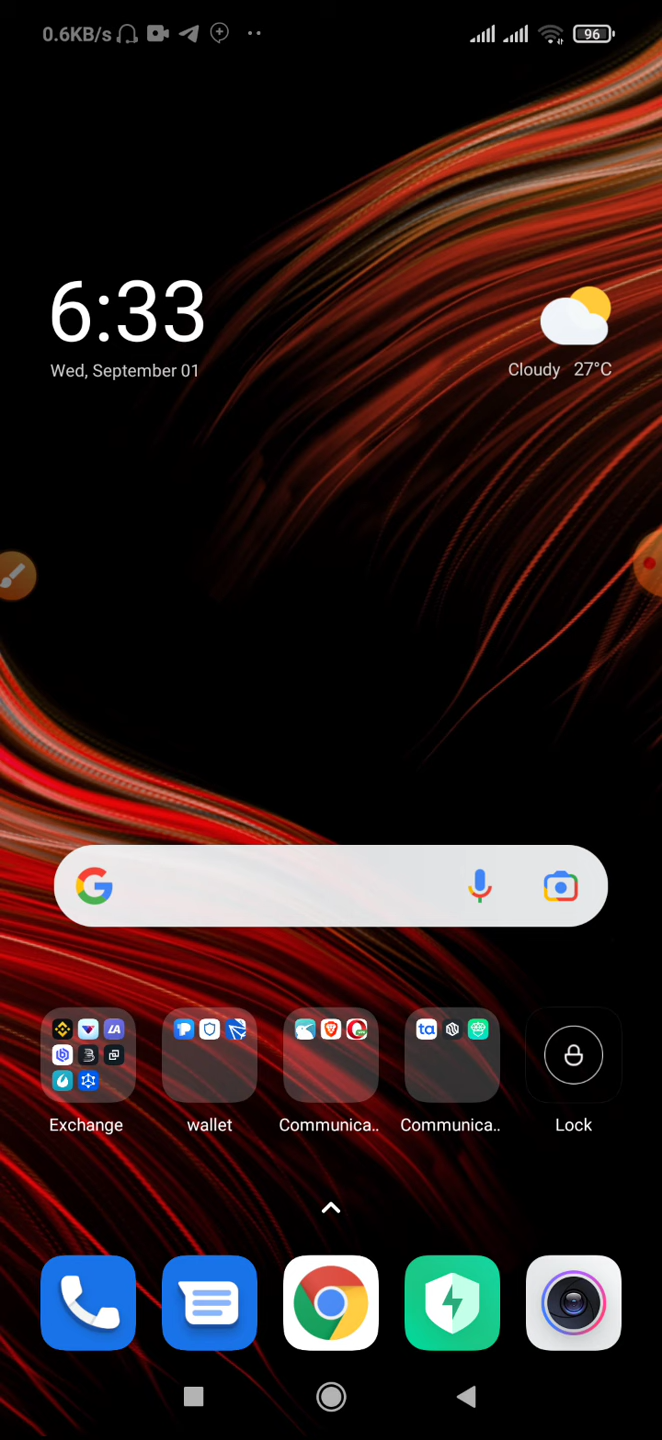 0.6KB/s
96
6:33
Wed, September 01
Cloudy 27°C
Exchange
wallet
Communica..
Communica..
Lock